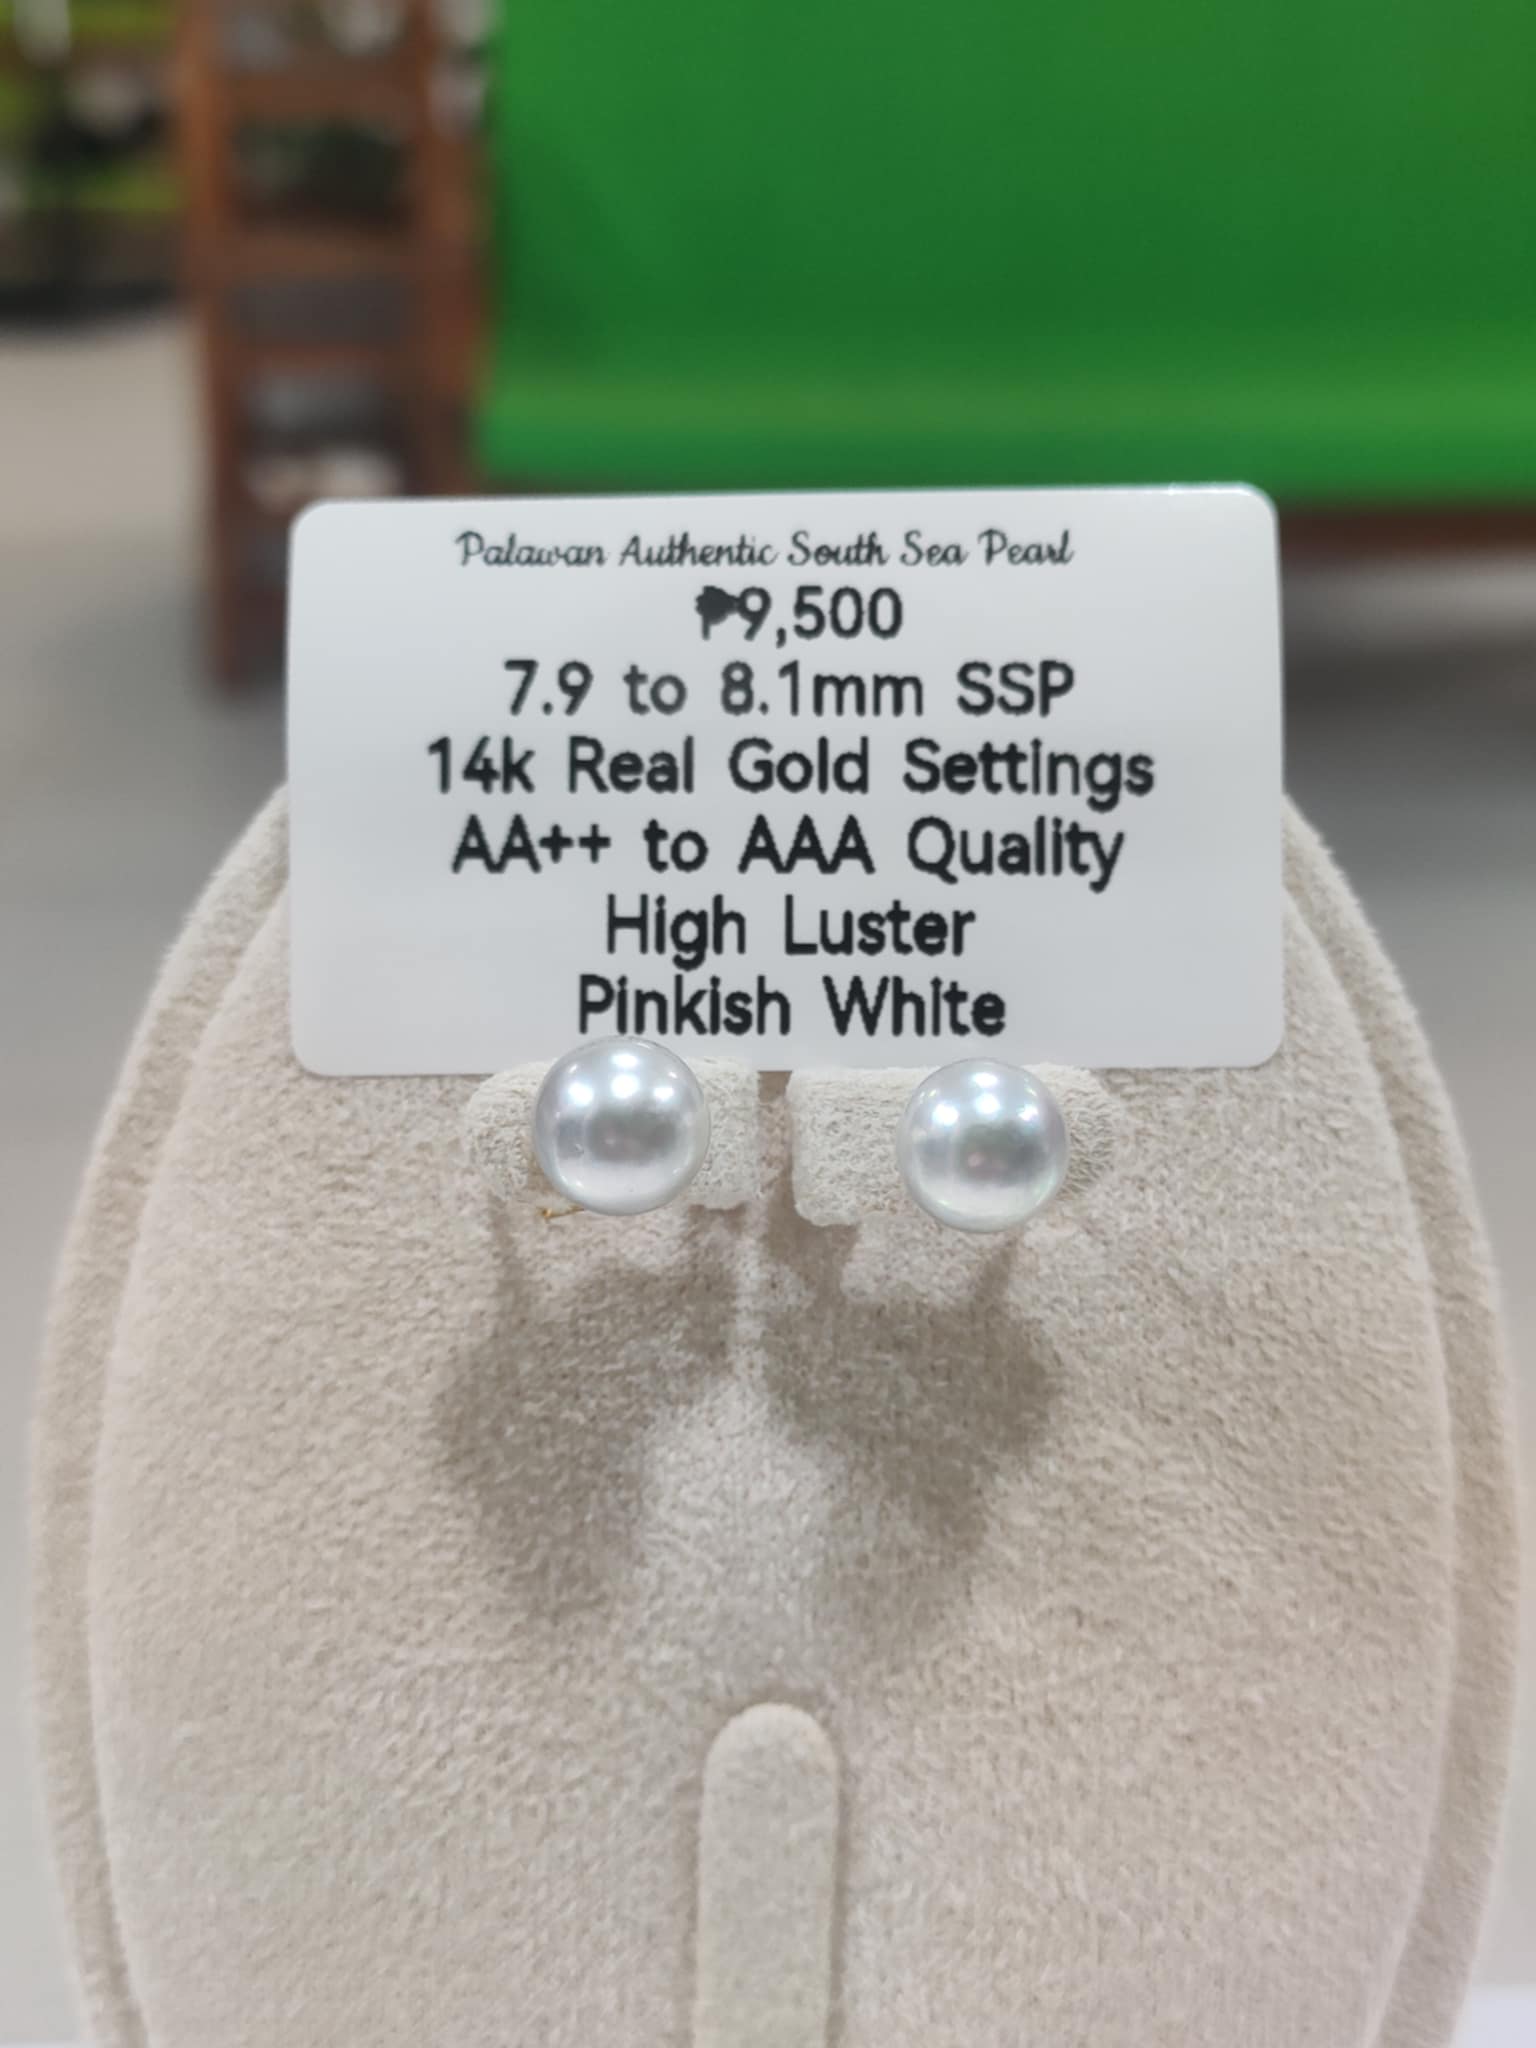 Palawan Authentic South Sea Pearl
₱9,500
7.9 to 8.1mm SSP
14k Real Gold Settings
AA++ to AAA Quality
High Luster
Pinkish White